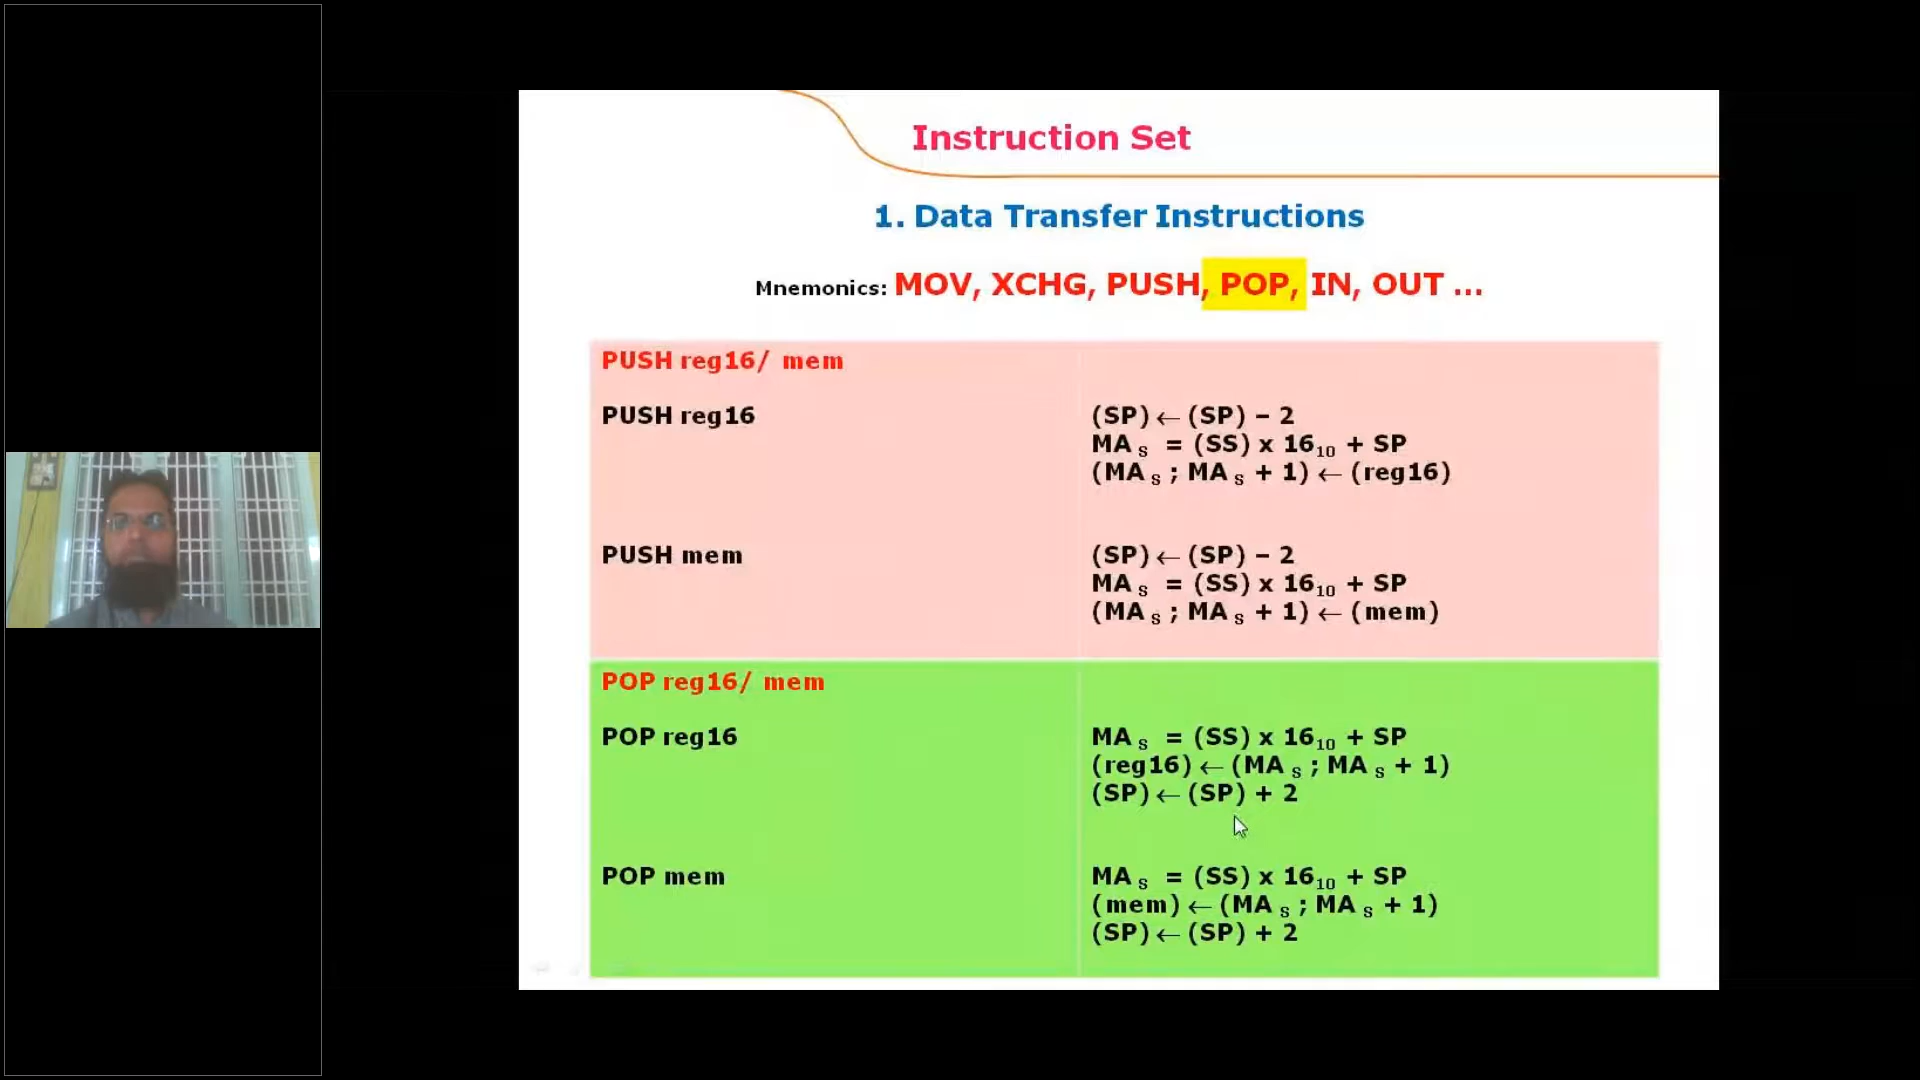 Instruction Set
1. Data Transfer Instructions
Mnemonics: MOV, XCHG, PUSH, POP, IN, OUT ...
PUSH reg16/ mem
PUSH reg16
(SP) ← (SP) – 2
MA S = (SS) x 16₁₀ + SP
(MA S ; MA S + 1) ← (reg16)
PUSH mem
(SP) ← (SP) – 2
MA S = (SS) x 16₁₀ + SP
(MA S ; MA S + 1) ← (mem)
POP reg16/ mem
POP reg16
MA S = (SS) x 16₁₀ + SP
(reg16) ← (MA S ; MA S + 1)
(SP) ← (SP) + 2
POP mem
MA S = (SS) x 16₁₀ + SP
(mem) ← (MA S ; MA S + 1)
(SP) ← (SP) + 2